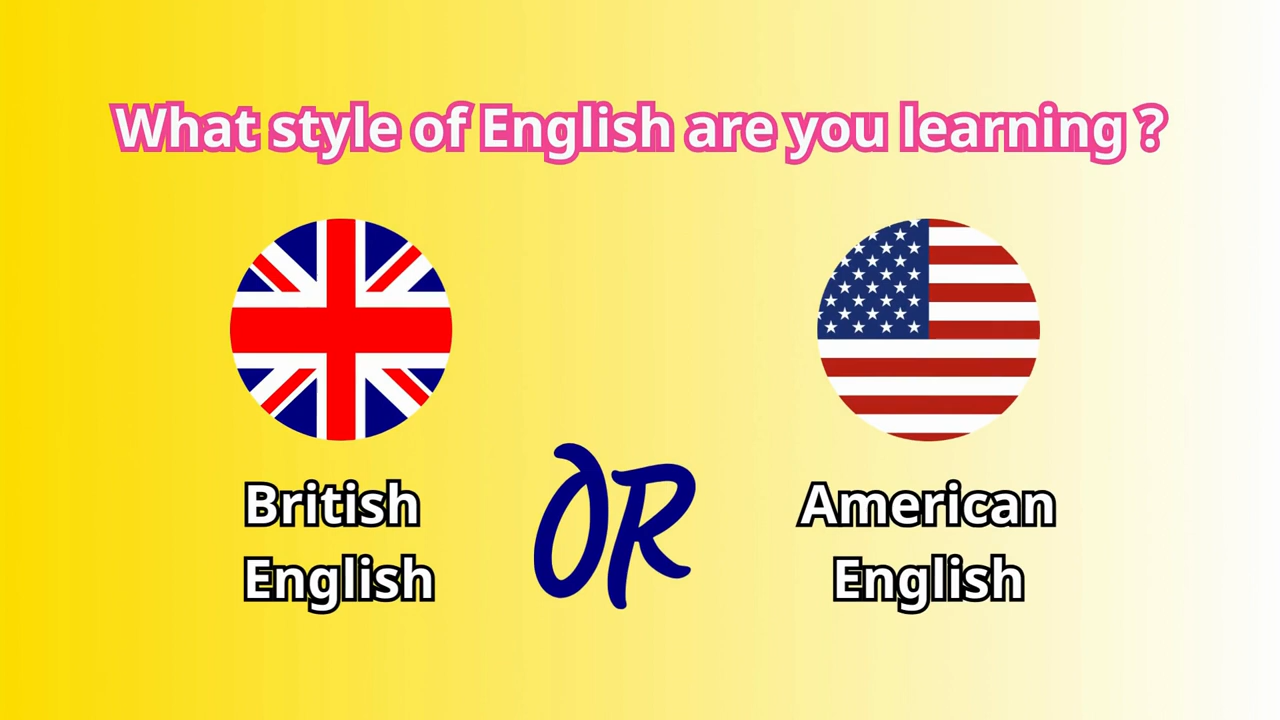 What style of English are you learning ?
British
English
OR
American
English